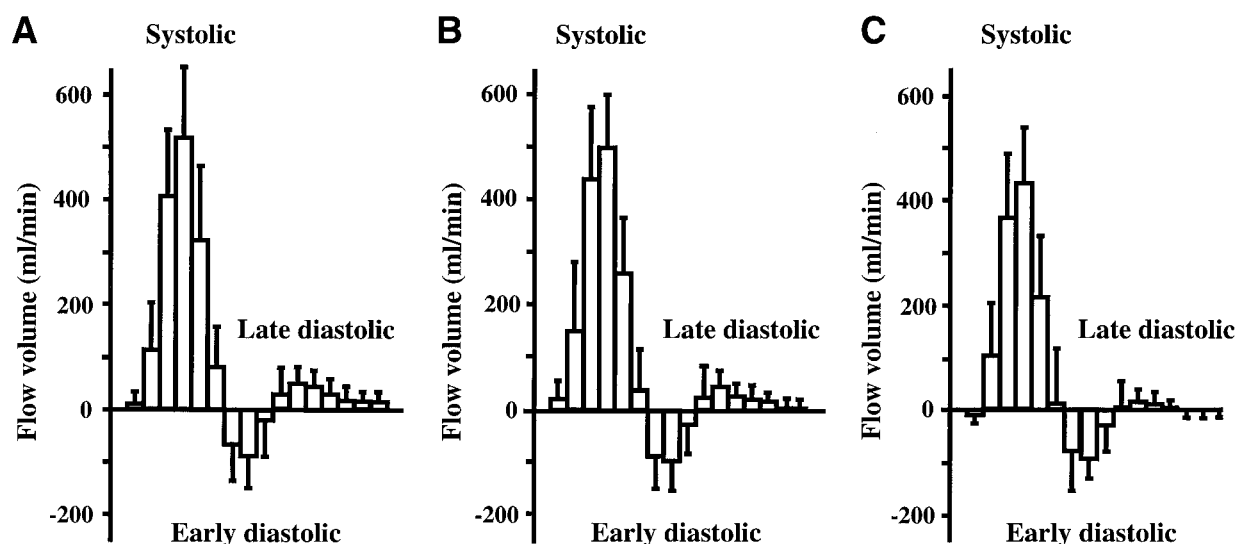 A
Systolic
600
400
200
0
-200
Flow volume (ml/min)
Late diastolic
Early diastolic
B
Systolic
600
400
200
0
-200
Flow volume (ml/min)
Late diastolic
Early diastolic
C
Systolic
600
400
200
0
-200
Flow volume (ml/min)
Late diastolic
Early diastolic